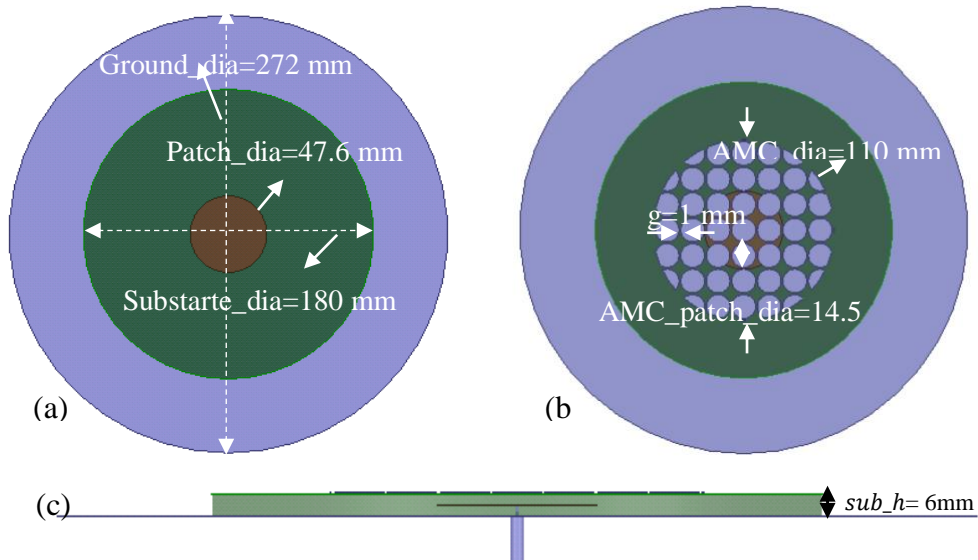 Ground_dia=272 mm
Patch_dia=47.6 mm
Substarte_dia=180 mm
(a)
AMC_dia=110 mm
g=1 mm
AMC_patch_dia=14.5
(b
(c)
sub_h= 6mm